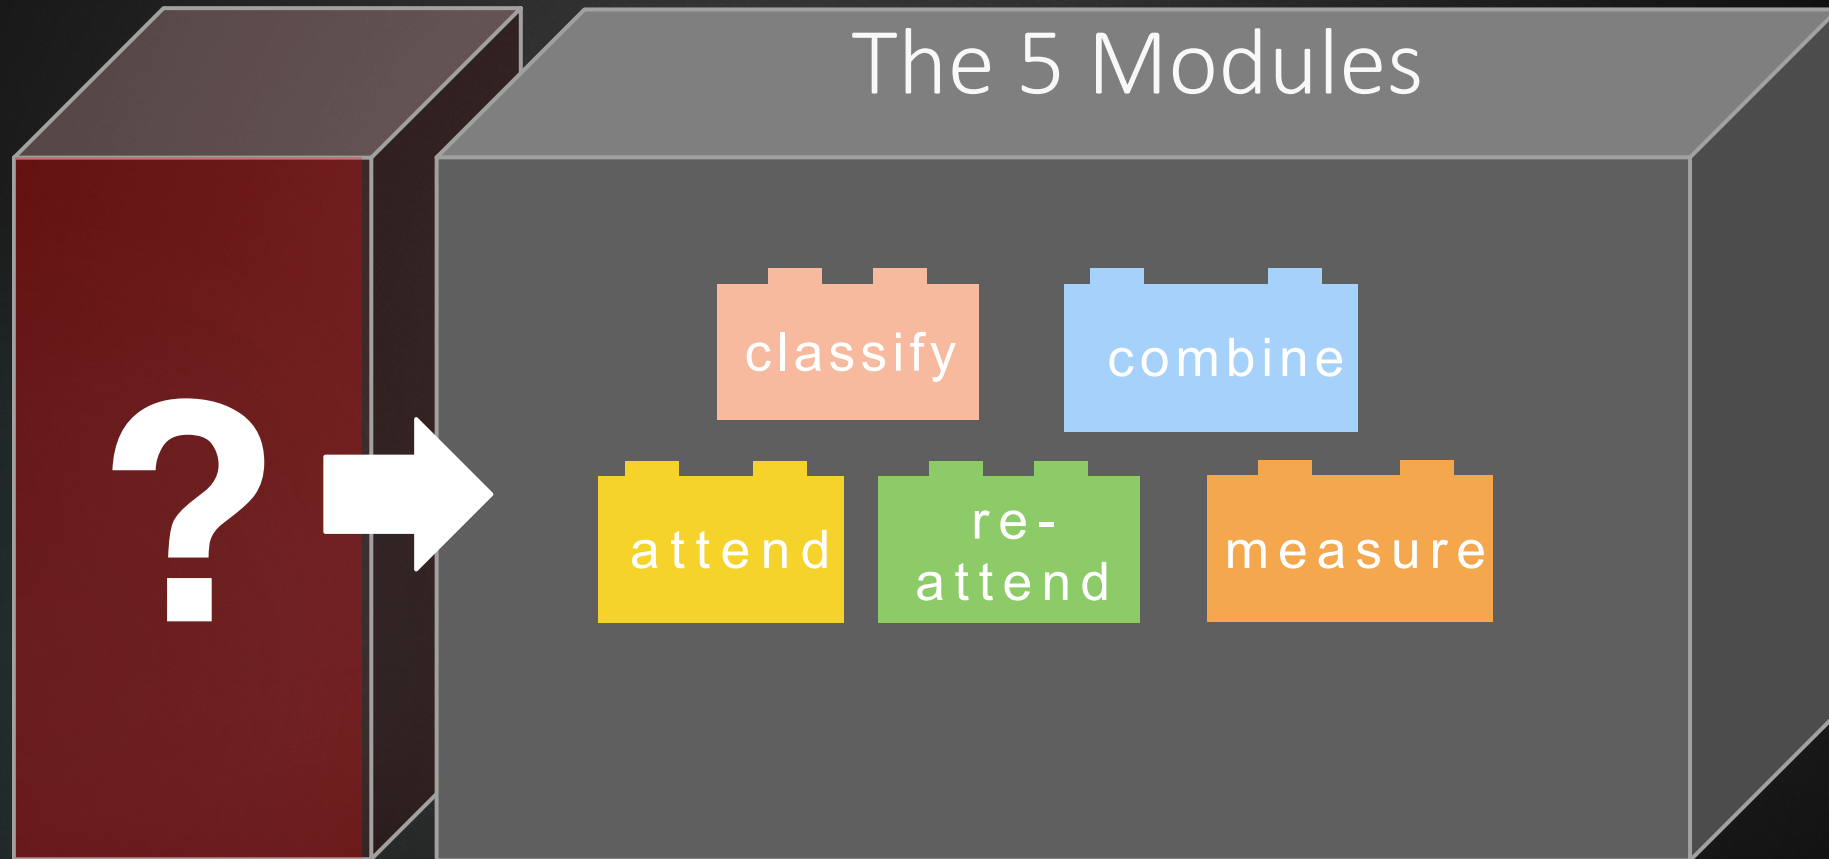 The 5 Modules
?
classify
combine
attend
re-
attend
measure